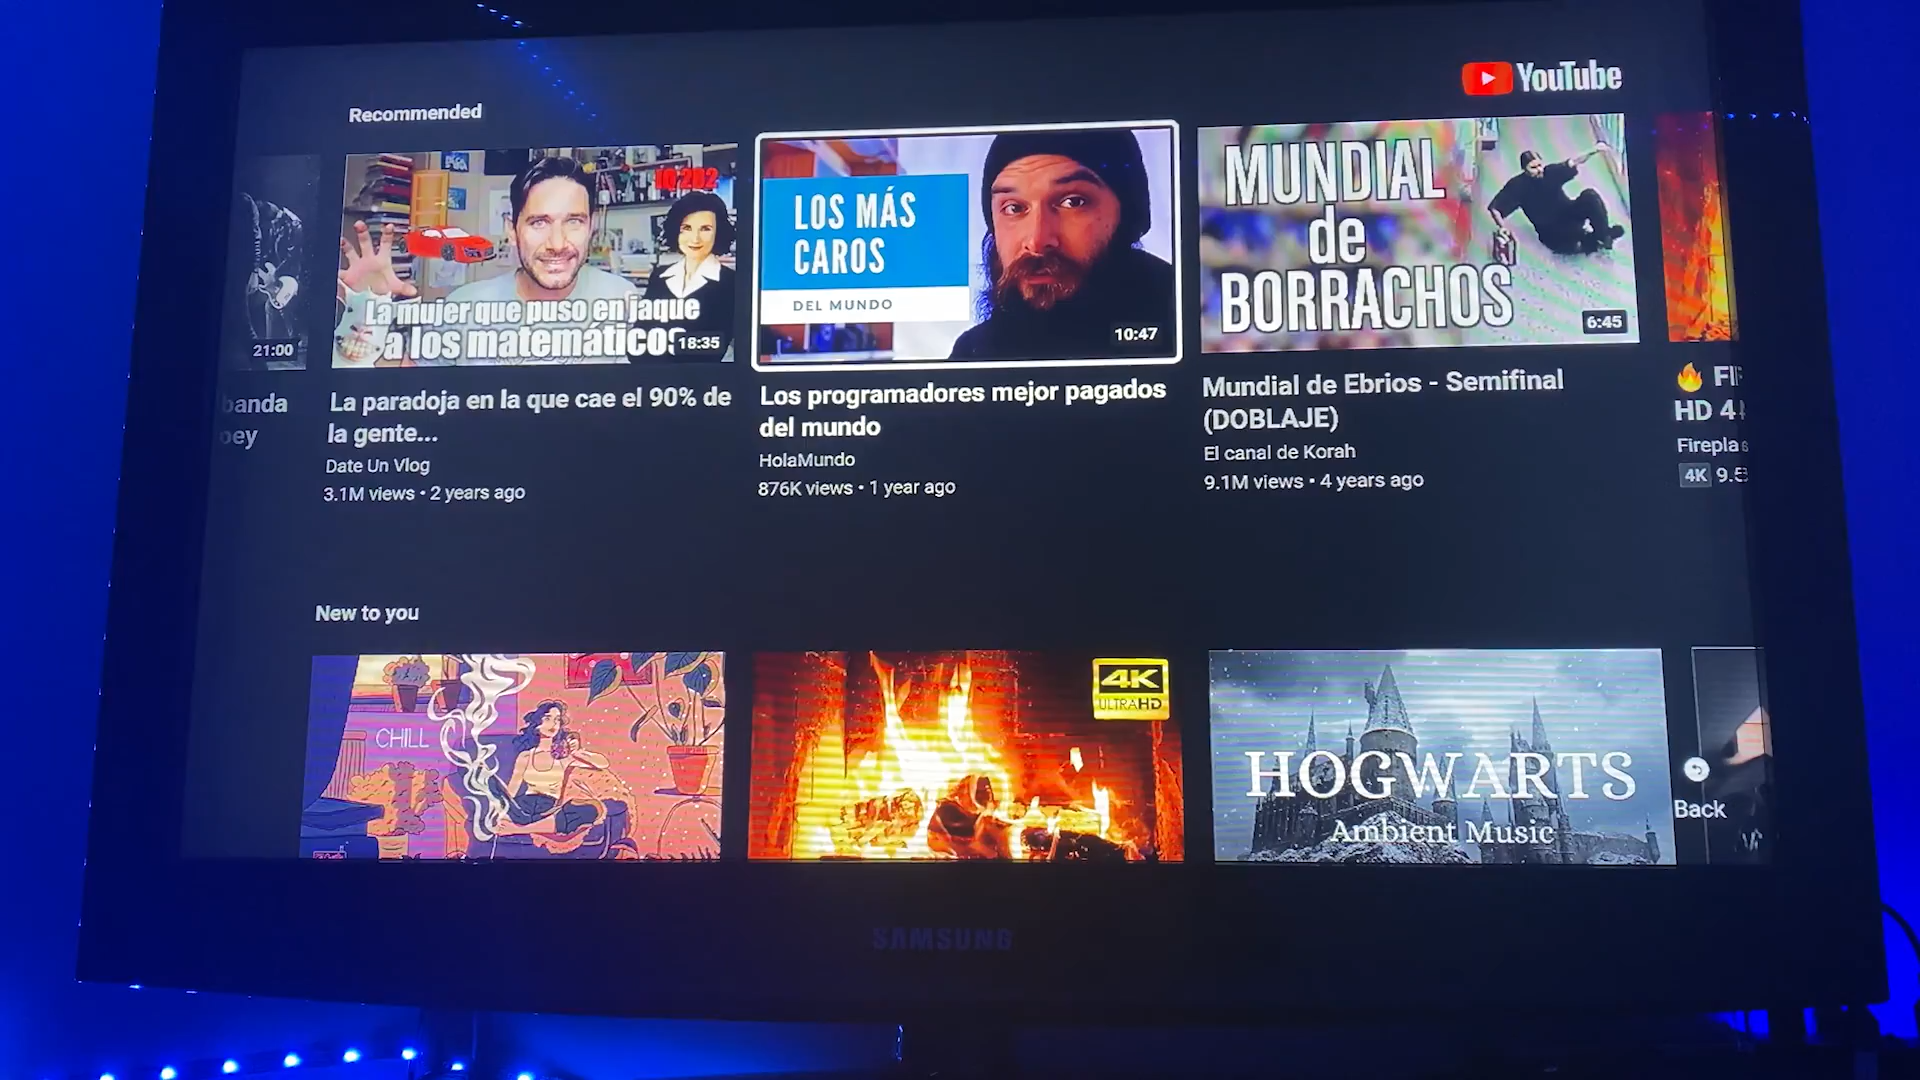 YouTube
Recommended
21:00
banda
IQ 202
La mujer que puso en jaque
a los matemáticos
18:35
La paradoja en la que cae el 90% de
la gente...
Date Un Vlog
3.1M views • 2 years ago
LOS MÁS
CAROS
DEL MUNDO
10:47
Los programadores mejor pagados
del mundo
HolaMundo
876K views • 1 year ago
MUNDIAL
de
BORRACHOS
6:45
Mundial de Ebrios - Semifinal
(DOBLAJE)
El canal de Korah
9.1M views • 4 years ago
HD
4K
New to you
CHILL
4K
ULTRA HD
HOGWARTS
Ambient Music
Back
SAMSUNG